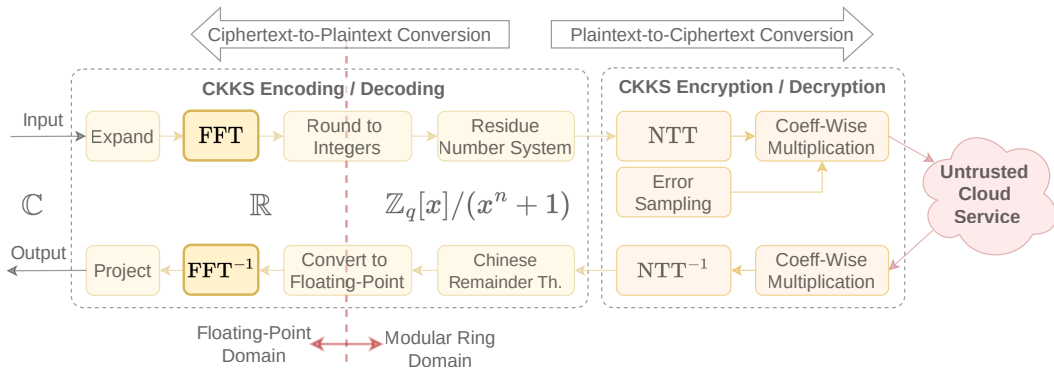 Ciphertext-to-Plaintext Conversion
Plaintext-to-Ciphertext Conversion
CKKS Encoding / Decoding
CKKS Encryption / Decryption
Input
Expand
FFT
Round to
Integers
Residue
Number System
NTT
Coeff-Wise
Multiplication
Error
Sampling
Untrusted
Cloud
Service
ℂ
ℝ
ℤ_q[x]/(x^n + 1)
Output
Project
FFT⁻¹
Convert to
Floating-Point
Chinese
Remainder Th.
NTT⁻¹
Coeff-Wise
Multiplication
Floating-Point
Domain
Modular Ring
Domain